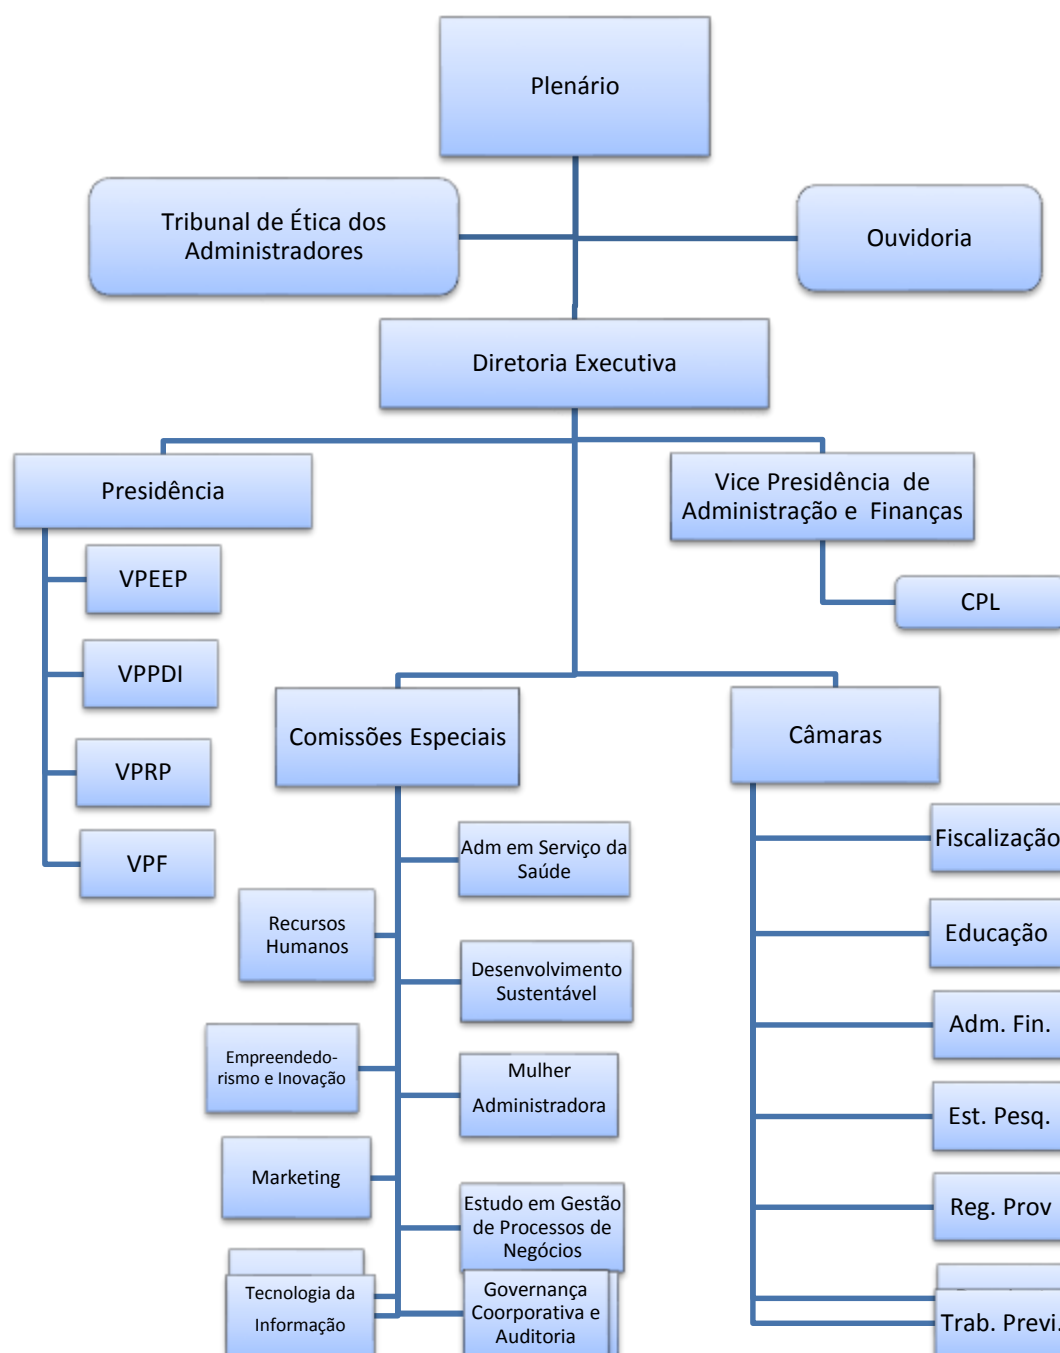 Plenário
Tribunal de Ética dos
Administradores
Ouvidoria
Diretoria Executiva
Presidência
Vice Presidência de
Administração e Finanças
VPEEP
CPL
VPPDI
VPRP
VPF
Comissões Especiais
Câmaras
Adm em Serviço da
Saúde
Recursos
Humanos
Desenvolvimento
Sustentável
Empreendedo-
rismo e Inovação
Mulher
Administradora
Marketing
Estudo em Gestão
de Processos de
Negócios
Tecnologia da
Informação
Governança
Coorporativa e
Auditoria
Fiscalização
Educação
Adm. Fin.
Est. Pesq.
Reg. Prov
Trab. Previ.